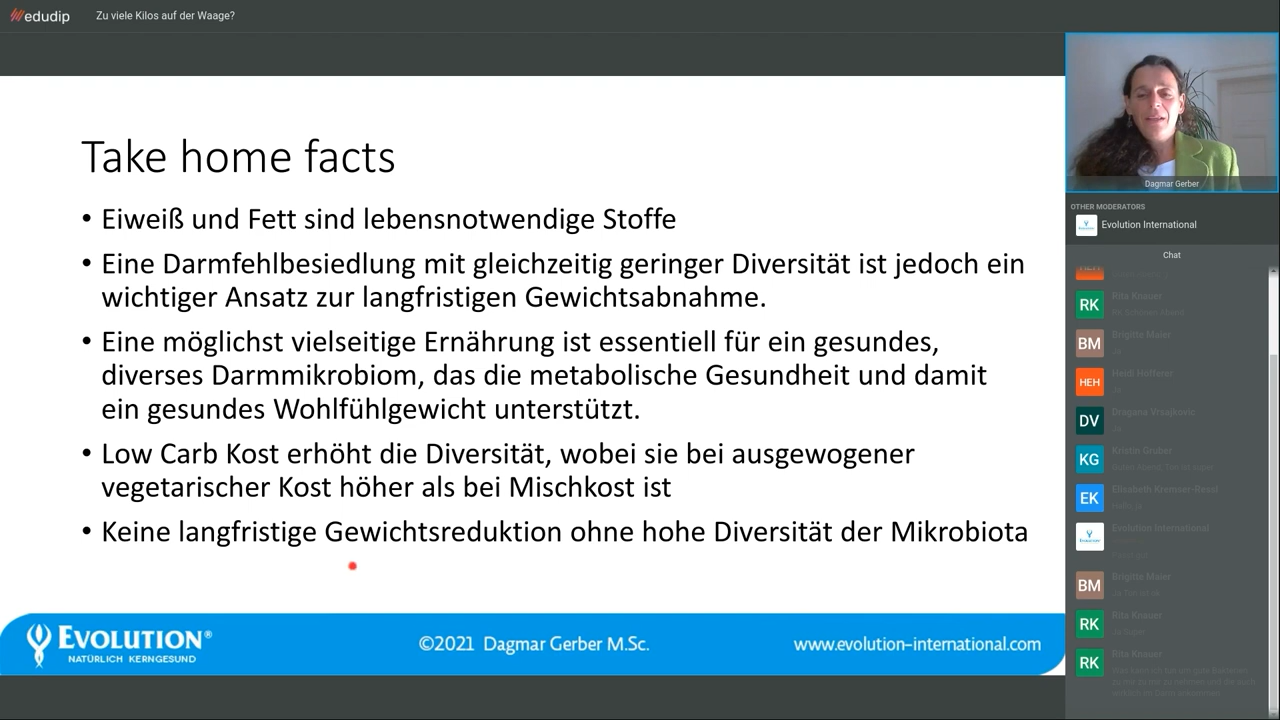 edudip
Zu viele Kilos auf der Waage?
Take home facts
• Eiweiß und Fett sind lebensnotwendige Stoffe
• Eine Darmfehlbesiedlung mit gleichzeitig geringer Diversität ist jedoch ein
wichtiger Ansatz zur langfristigen Gewichtsabnahme.
• Eine möglichst vielseitige Ernährung ist essentiell für ein gesundes,
diverses Darmmikrobiom, das die metabolische Gesundheit und damit
ein gesundes Wohlfühlgewicht unterstützt.
• Low Carb Kost erhöht die Diversität, wobei sie bei ausgewogener
vegetarischer Kost höher als bei Mischkost ist
• Keine langfristige Gewichtsreduktion ohne hohe Diversität der Mikrobiota
EVOLUTION®
NATÜRLICH KERNGESUND
©2021 Dagmar Gerber M.Sc.
www.evolution-international.com
Dagmar Gerber
OTHER MODERATORS
Evolution International
Chat
RK
Rita Knauer
BM
Brigitte Maier
Ja
HEH
Heidi Hofferer
Ja
DV
Dragana Vrsajkovic
Ja
KG
Kristin Gruber
EK
Evolution International
BM
Brigitte Maier
RK
Rita Knauer
RK
Rita Knauer